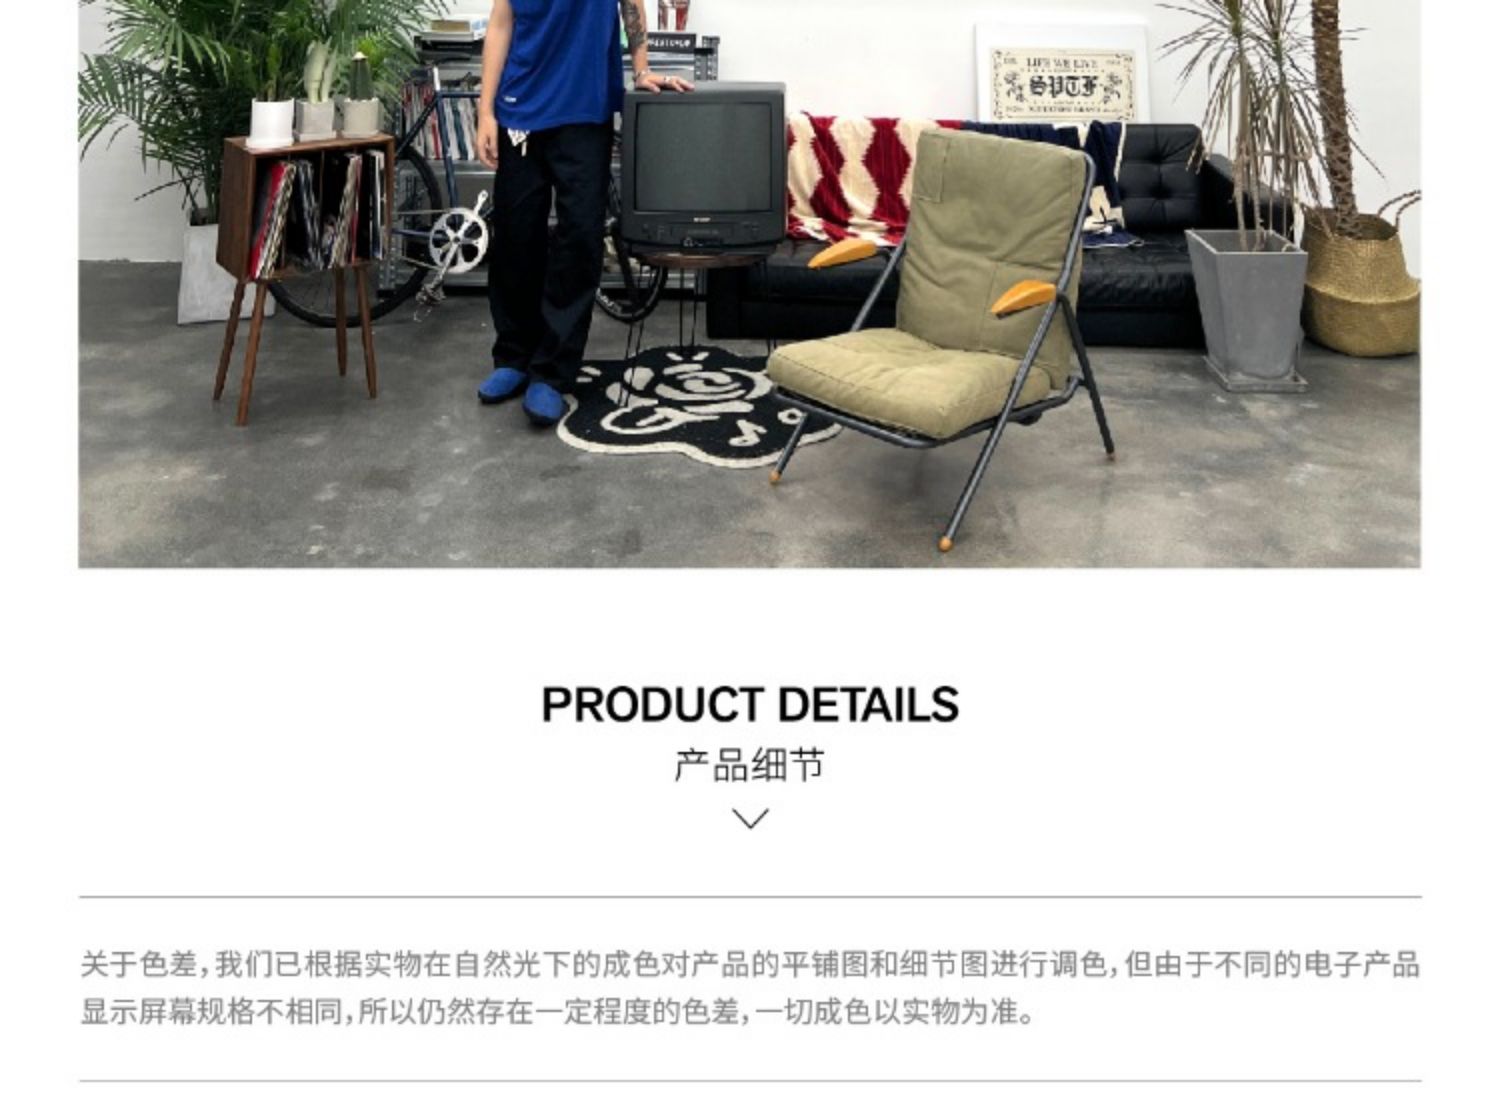 LIFE WE LIVE
SPTF
PRODUCT DETAILS
产品细节
关于色差，我们已根据实物在自然光下的成色对产品的平铺图和细节图进行调色，但由于不同的电子产品
显示屏幕规格不相同，所以仍然存在一定程度的色差，一切成色以实物为准。